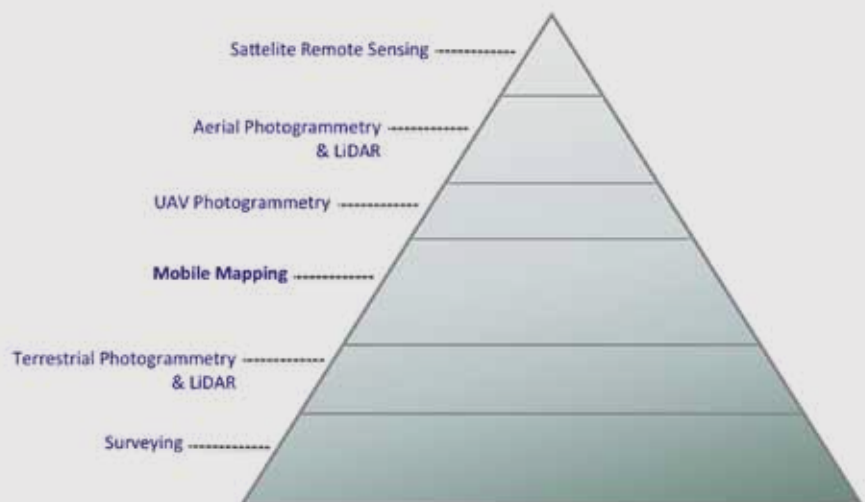 Sattelite Remote Sensing
Aerial Photogrammetry
& LiDAR
UAV Photogrammetry
Mobile Mapping
Terrestrial Photogrammetry
& LiDAR
Surveying